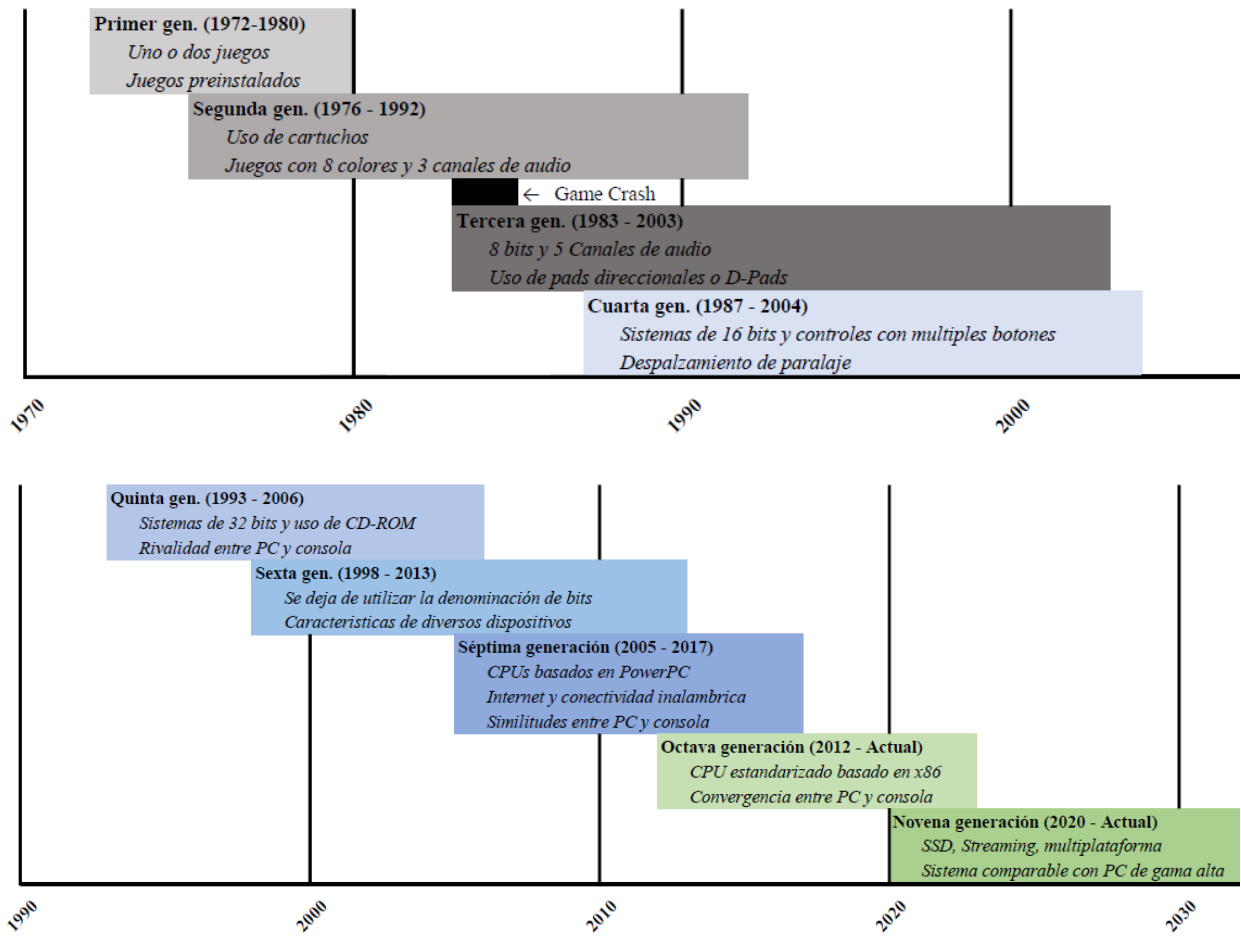 Primer gen. (1972-1980)
Uno o dos juegos
Juegos preinstalados
Segunda gen. (1976 - 1992)
Uso de cartuchos
Juegos con 8 colores y 3 canales de audio
← Game Crash
Tercera gen. (1983 - 2003)
8 bits y 5 Canales de audio
Uso de pads direccionales o D-Pads
Cuarta gen. (1987 - 2004)
Sistemas de 16 bits y controles con multiples botones
Despalzamiento de paralaje
1970
1980
1990
2000
Quinta gen. (1993 - 2006)
Sistemas de 32 bits y uso de CD-ROM
Rivalidad entre PC y consola
Sexta gen. (1998 - 2013)
Se deja de utilizar la denominación de bits
Caracteristicas de diversos dispositivos
Séptima generación (2005 - 2017)
CPUs basados en PowerPC
Internet y conectividad inalambrica
Similitudes entre PC y consola
Octava generación (2012 - Actual)
CPU estandarizado basado en x86
Convergencia entre PC y consola
Novena generación (2020 - Actual)
SSD, Streaming, multiplataforma
Sistema comparable con PC de gama alta
1990
2000
2010
2020
2030